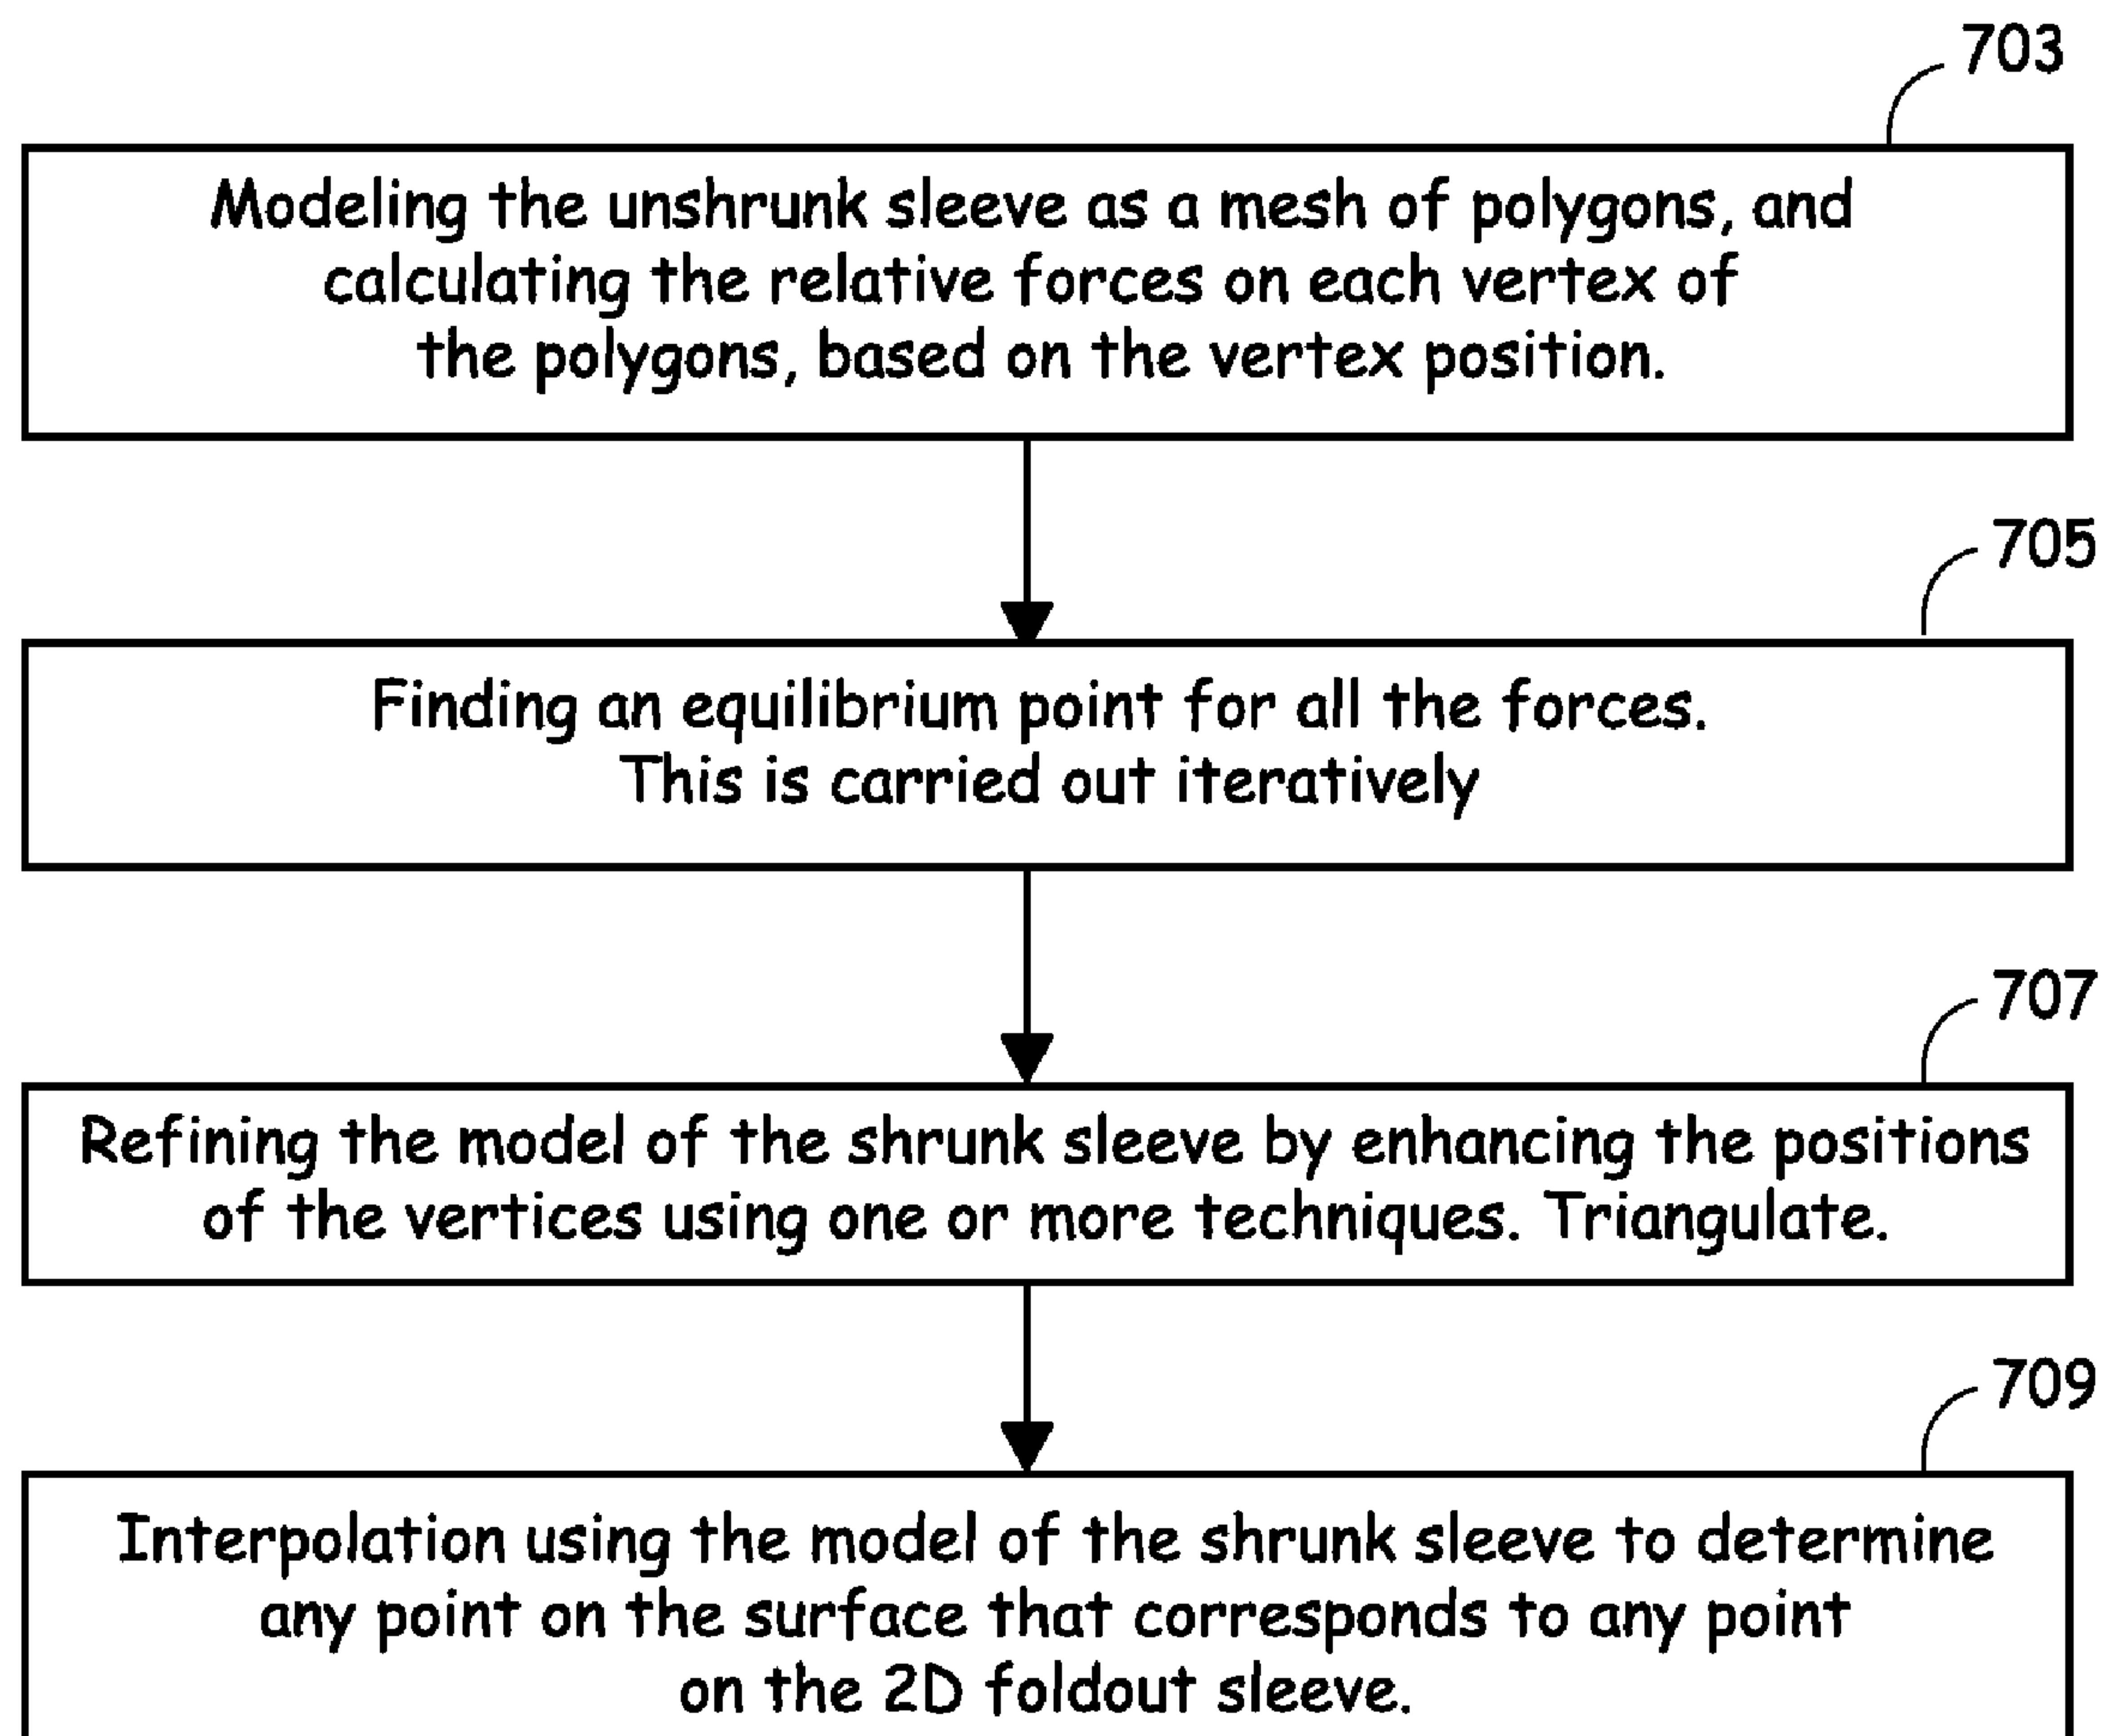 703
Modeling the unshrunk sleeve as a mesh of polygons, and
calculating the relative forces on each vertex of
the polygons, based on the vertex position.
705
Finding an equilibrium point for all the forces.
This is carried out iteratively
707
Refining the model of the shrunk sleeve by enhancing the positions
of the vertices using one or more techniques. Triangulate.
709
Interpolation using the model of the shrunk sleeve to determine
any point on the surface that corresponds to any point
on the 2D foldout sleeve.